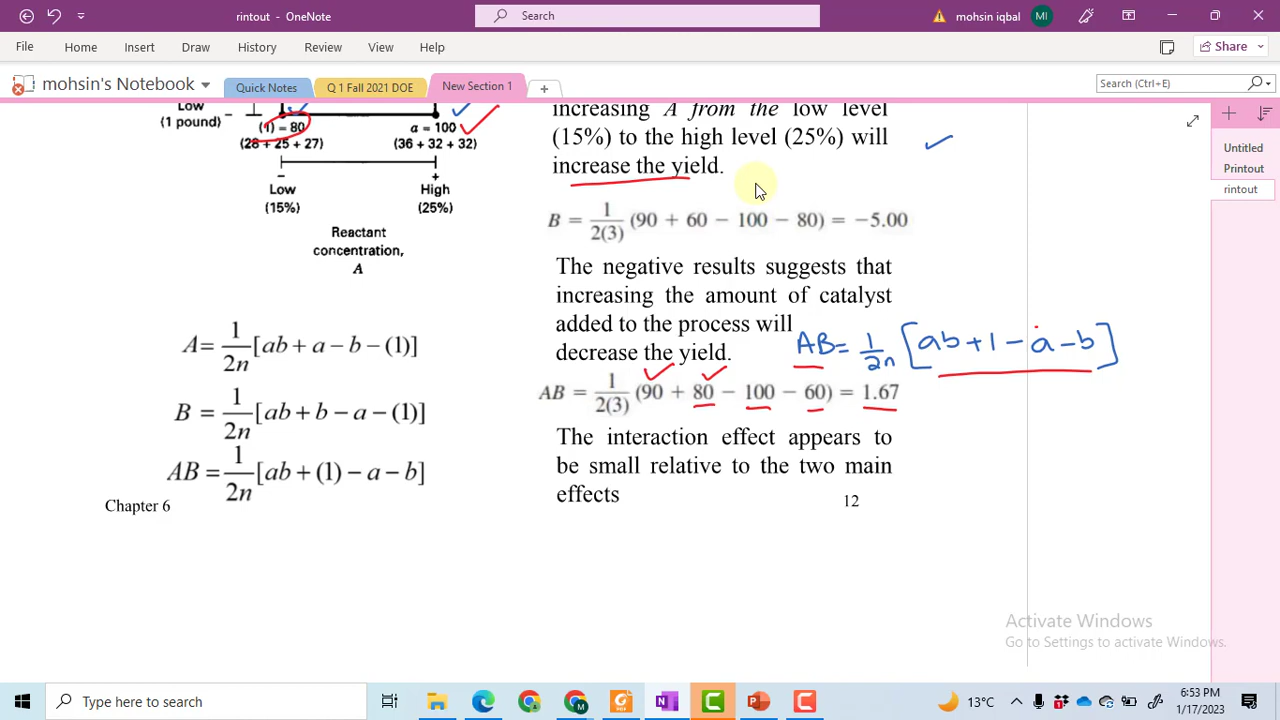 rintout - OneNote
Search
mohsin iqbal
MI
File
Home
Insert
Draw
History
Review
View
Help
Share
mohsin's Notebook
Quick Notes
Q 1 Fall 2021 DOE
New Section 1
Search (Ctrl+E)
Untitled
Printout
rintout
Low
(1 pound)
(1) = 80
(28 + 25 + 27)
a = 100
(36 + 32 + 32)
−
+
Low
High
(15%)
(25%)
Reactant
concentration,
A
A= 1/2n [ab + a − b − (1)]
B = 1/2n [ab + b − a − (1)]
AB = 1/2n [ab + (1) − a − b]
Chapter 6
increasing A from the low level
(15%) to the high level (25%) will
increase the yield.
B = 1/2(3) (90 + 60 − 100 − 80) = −5.00
The negative results suggests that
increasing the amount of catalyst
added to the process will
decrease the yield.
AB= 1/2n [ab+1−a−b]
AB = 1/2(3) (90 + 80 − 100 − 60) = 1.67
The interaction effect appears to
be small relative to the two main
effects
12
Activate Windows
Go to Settings to activate Windows.
Type here to search
13°C
6:53 PM
1/17/2023